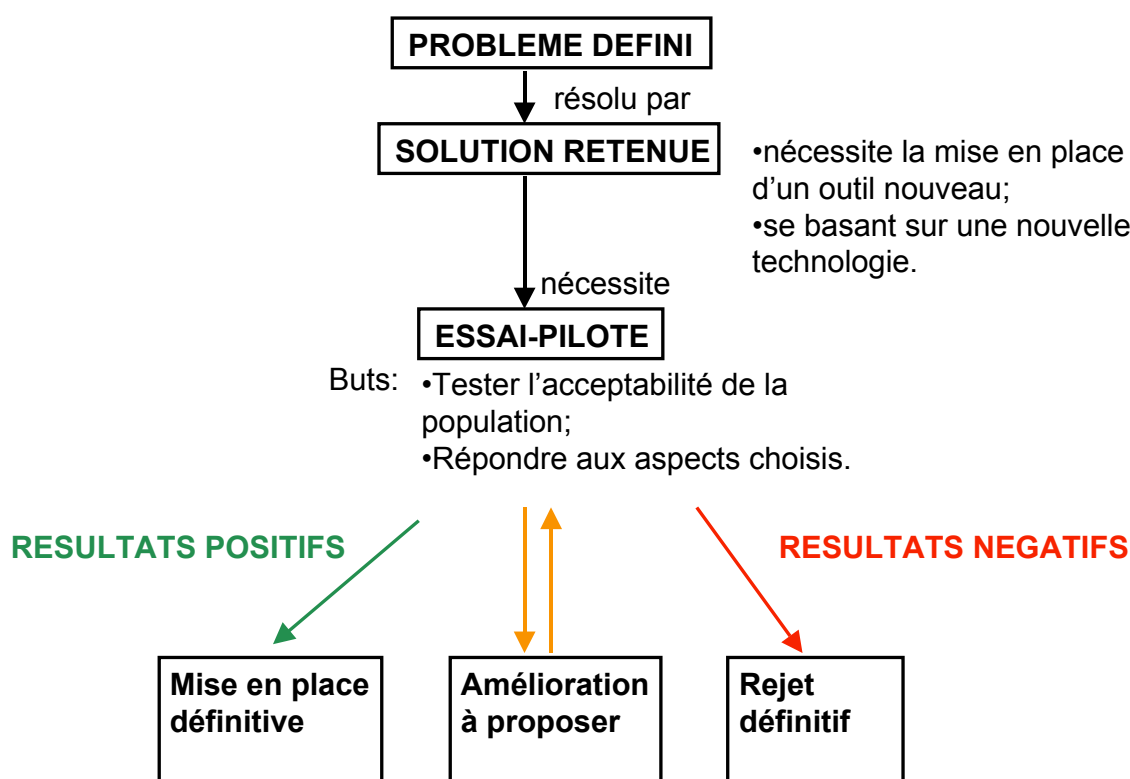 PROBLEME DEFINI
résolu par
SOLUTION RETENUE
•nécessite la mise en place
d’un outil nouveau;
•se basant sur une nouvelle
technologie.
nécessite
ESSAI-PILOTE
Buts:
•Tester l’acceptabilité de la
population;
•Répondre aux aspects choisis.
RESULTATS POSITIFS
RESULTATS NEGATIFS
Mise en place
définitive
Amélioration
à proposer
Rejet
définitif